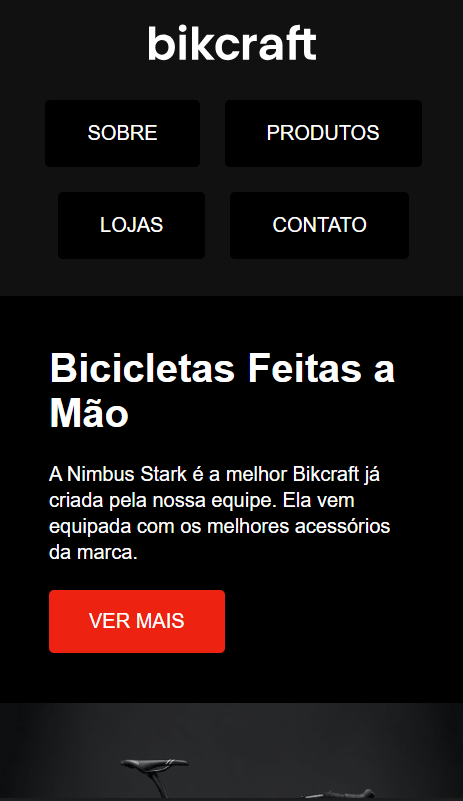 bikcraft
SOBRE
PRODUTOS
LOJAS
CONTATO
Bicicletas Feitas a
Mão
A Nimbus Stark é a melhor Bikcraft já
criada pela nossa equipe. Ela vem
equipada com os melhores acessórios
da marca.
VER MAIS